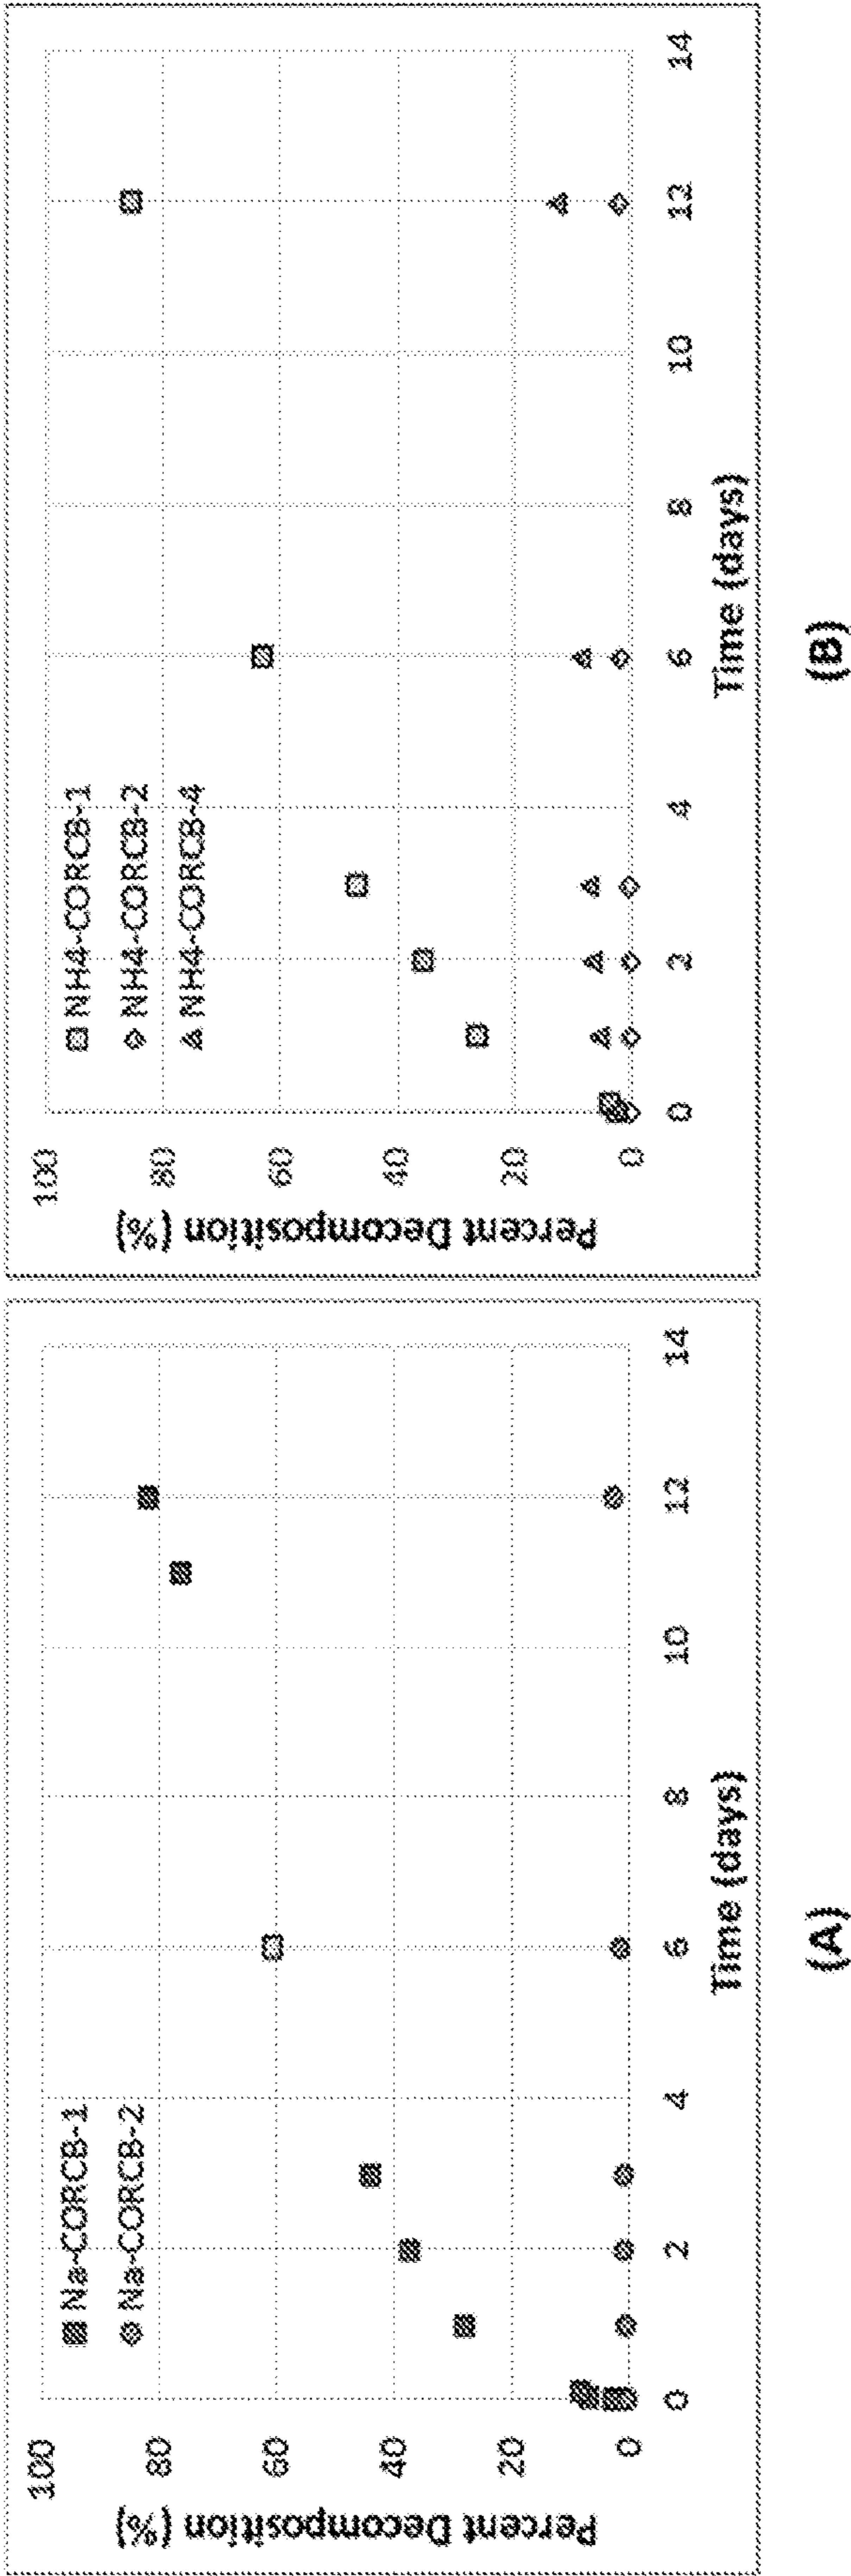 Percent Decomposition (%)
100
80
60
40
20
0
Na-CORCB-1
Na-CORCB-2
0
2
4
6
8
10
12
14
Time (days)
(A)
Percent Decomposition (%)
100
80
60
40
20
0
NH4-CORCB-1
NH4-CORCB-2
NH4-CORCB-4
0
2
4
6
8
10
12
14
Time (days)
(B)